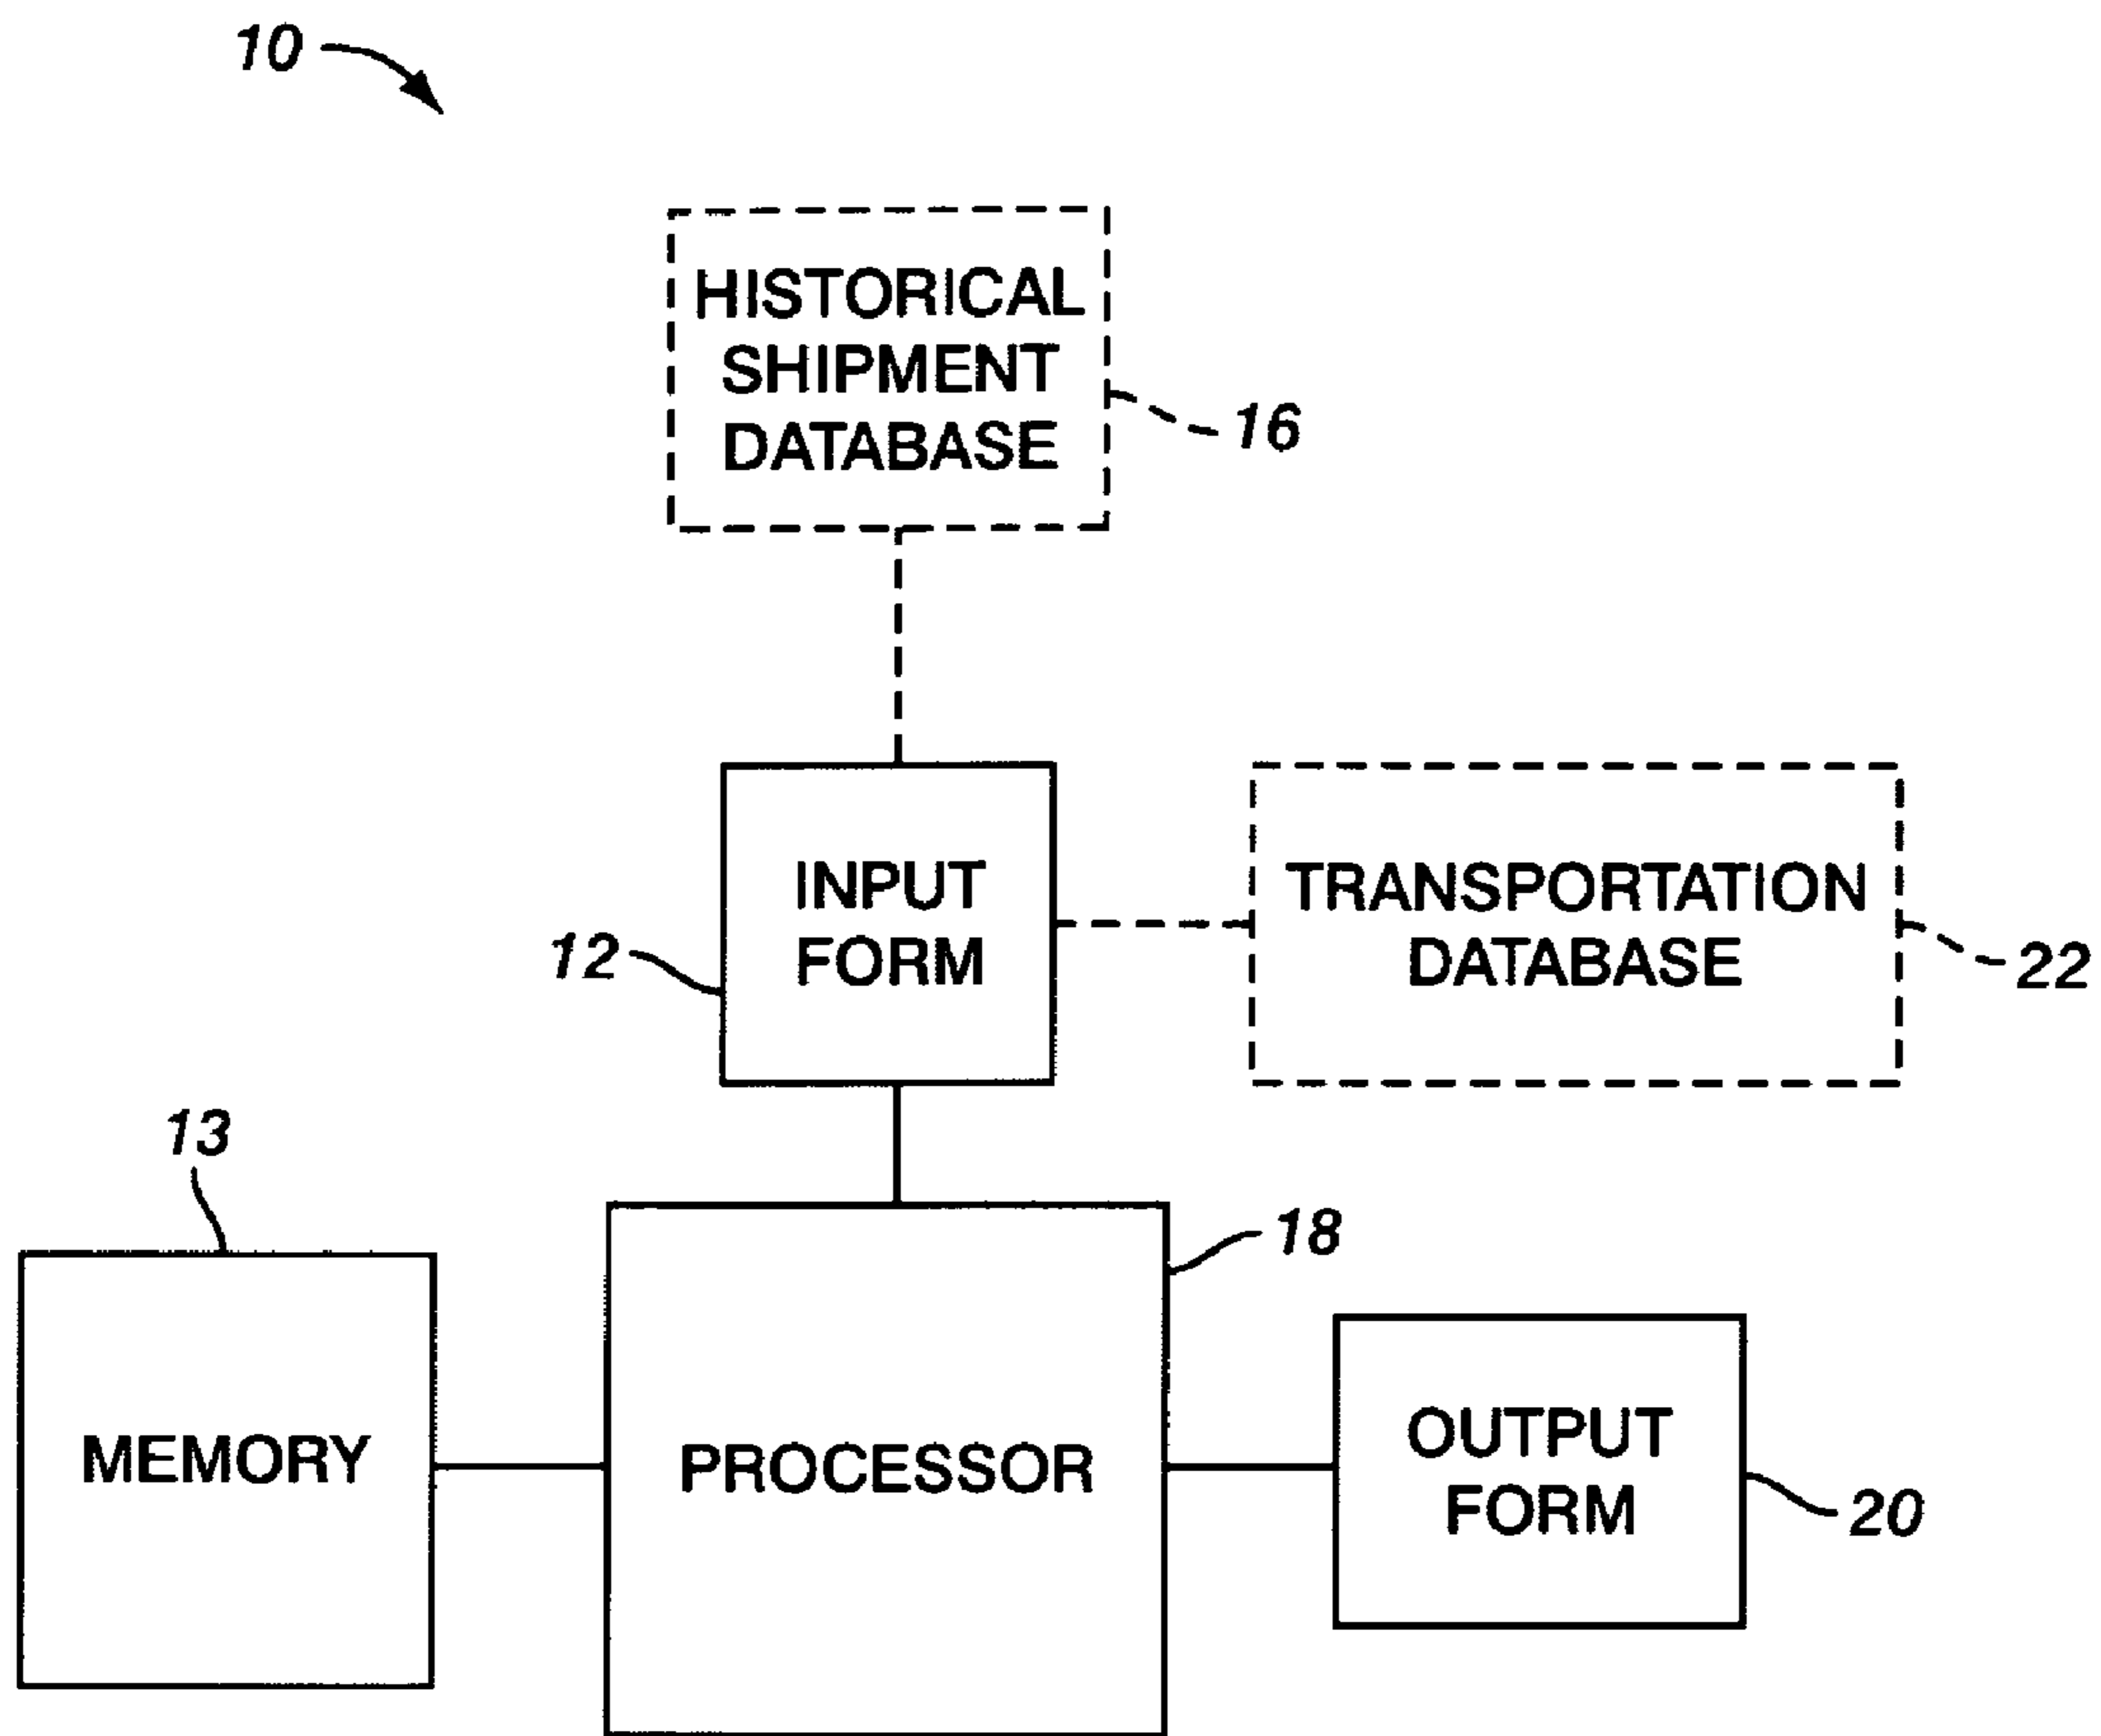 10
HISTORICAL
SHIPMENT
DATABASE
16
INPUT
FORM
12
TRANSPORTATION
DATABASE
22
13
MEMORY
PROCESSOR
18
OUTPUT
FORM
20